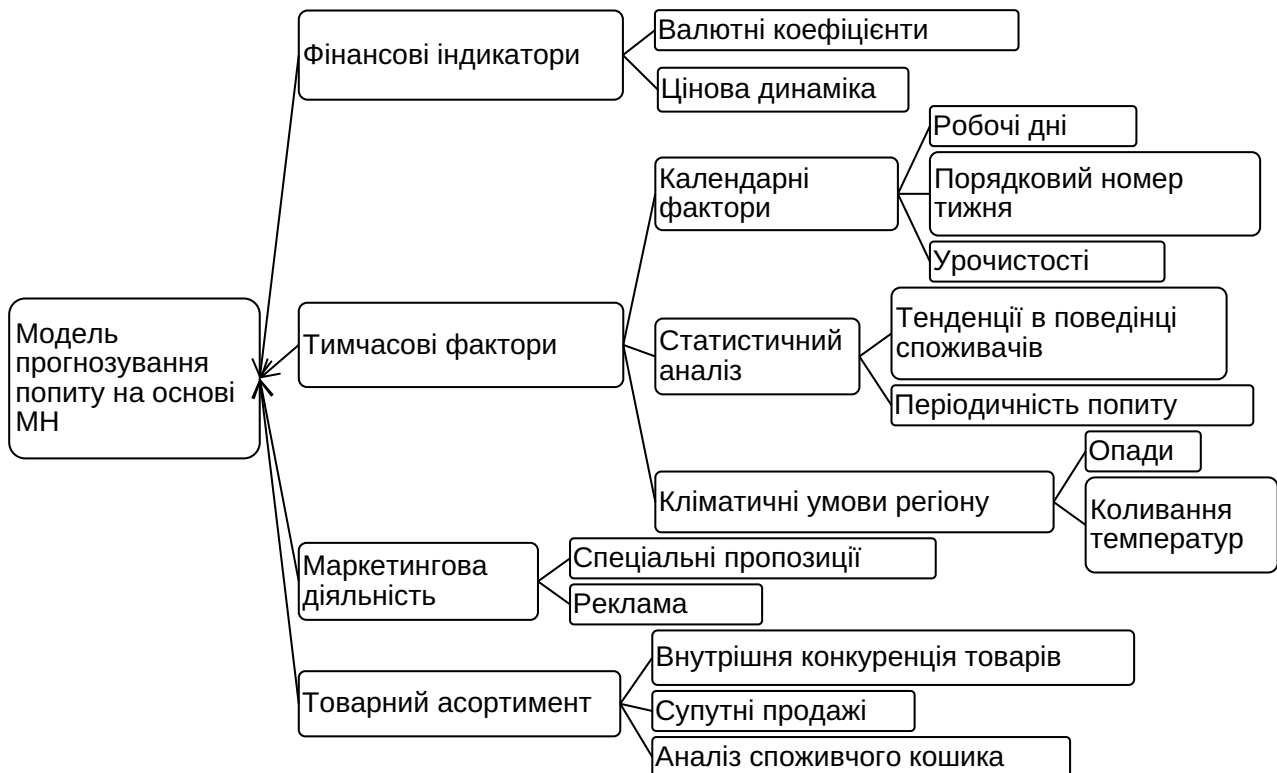 Модель
прогнозування
попиту на основі
МН
Фінансові індикатори
Валютні коефіцієнти
Цінова динаміка
Тимчасові фактори
Календарні
фактори
Робочі дні
Порядковий номер
тижня
Урочистості
Статистичний
аналіз
Тенденції в поведінці
споживачів
Періодичність попиту
Кліматичні умови регіону
Опади
Коливання
температур
Маркетингова
діяльність
Спеціальні пропозиції
Реклама
Товарний асортимент
Внутрішня конкуренція товарів
Супутні продажі
Аналіз споживчого кошика